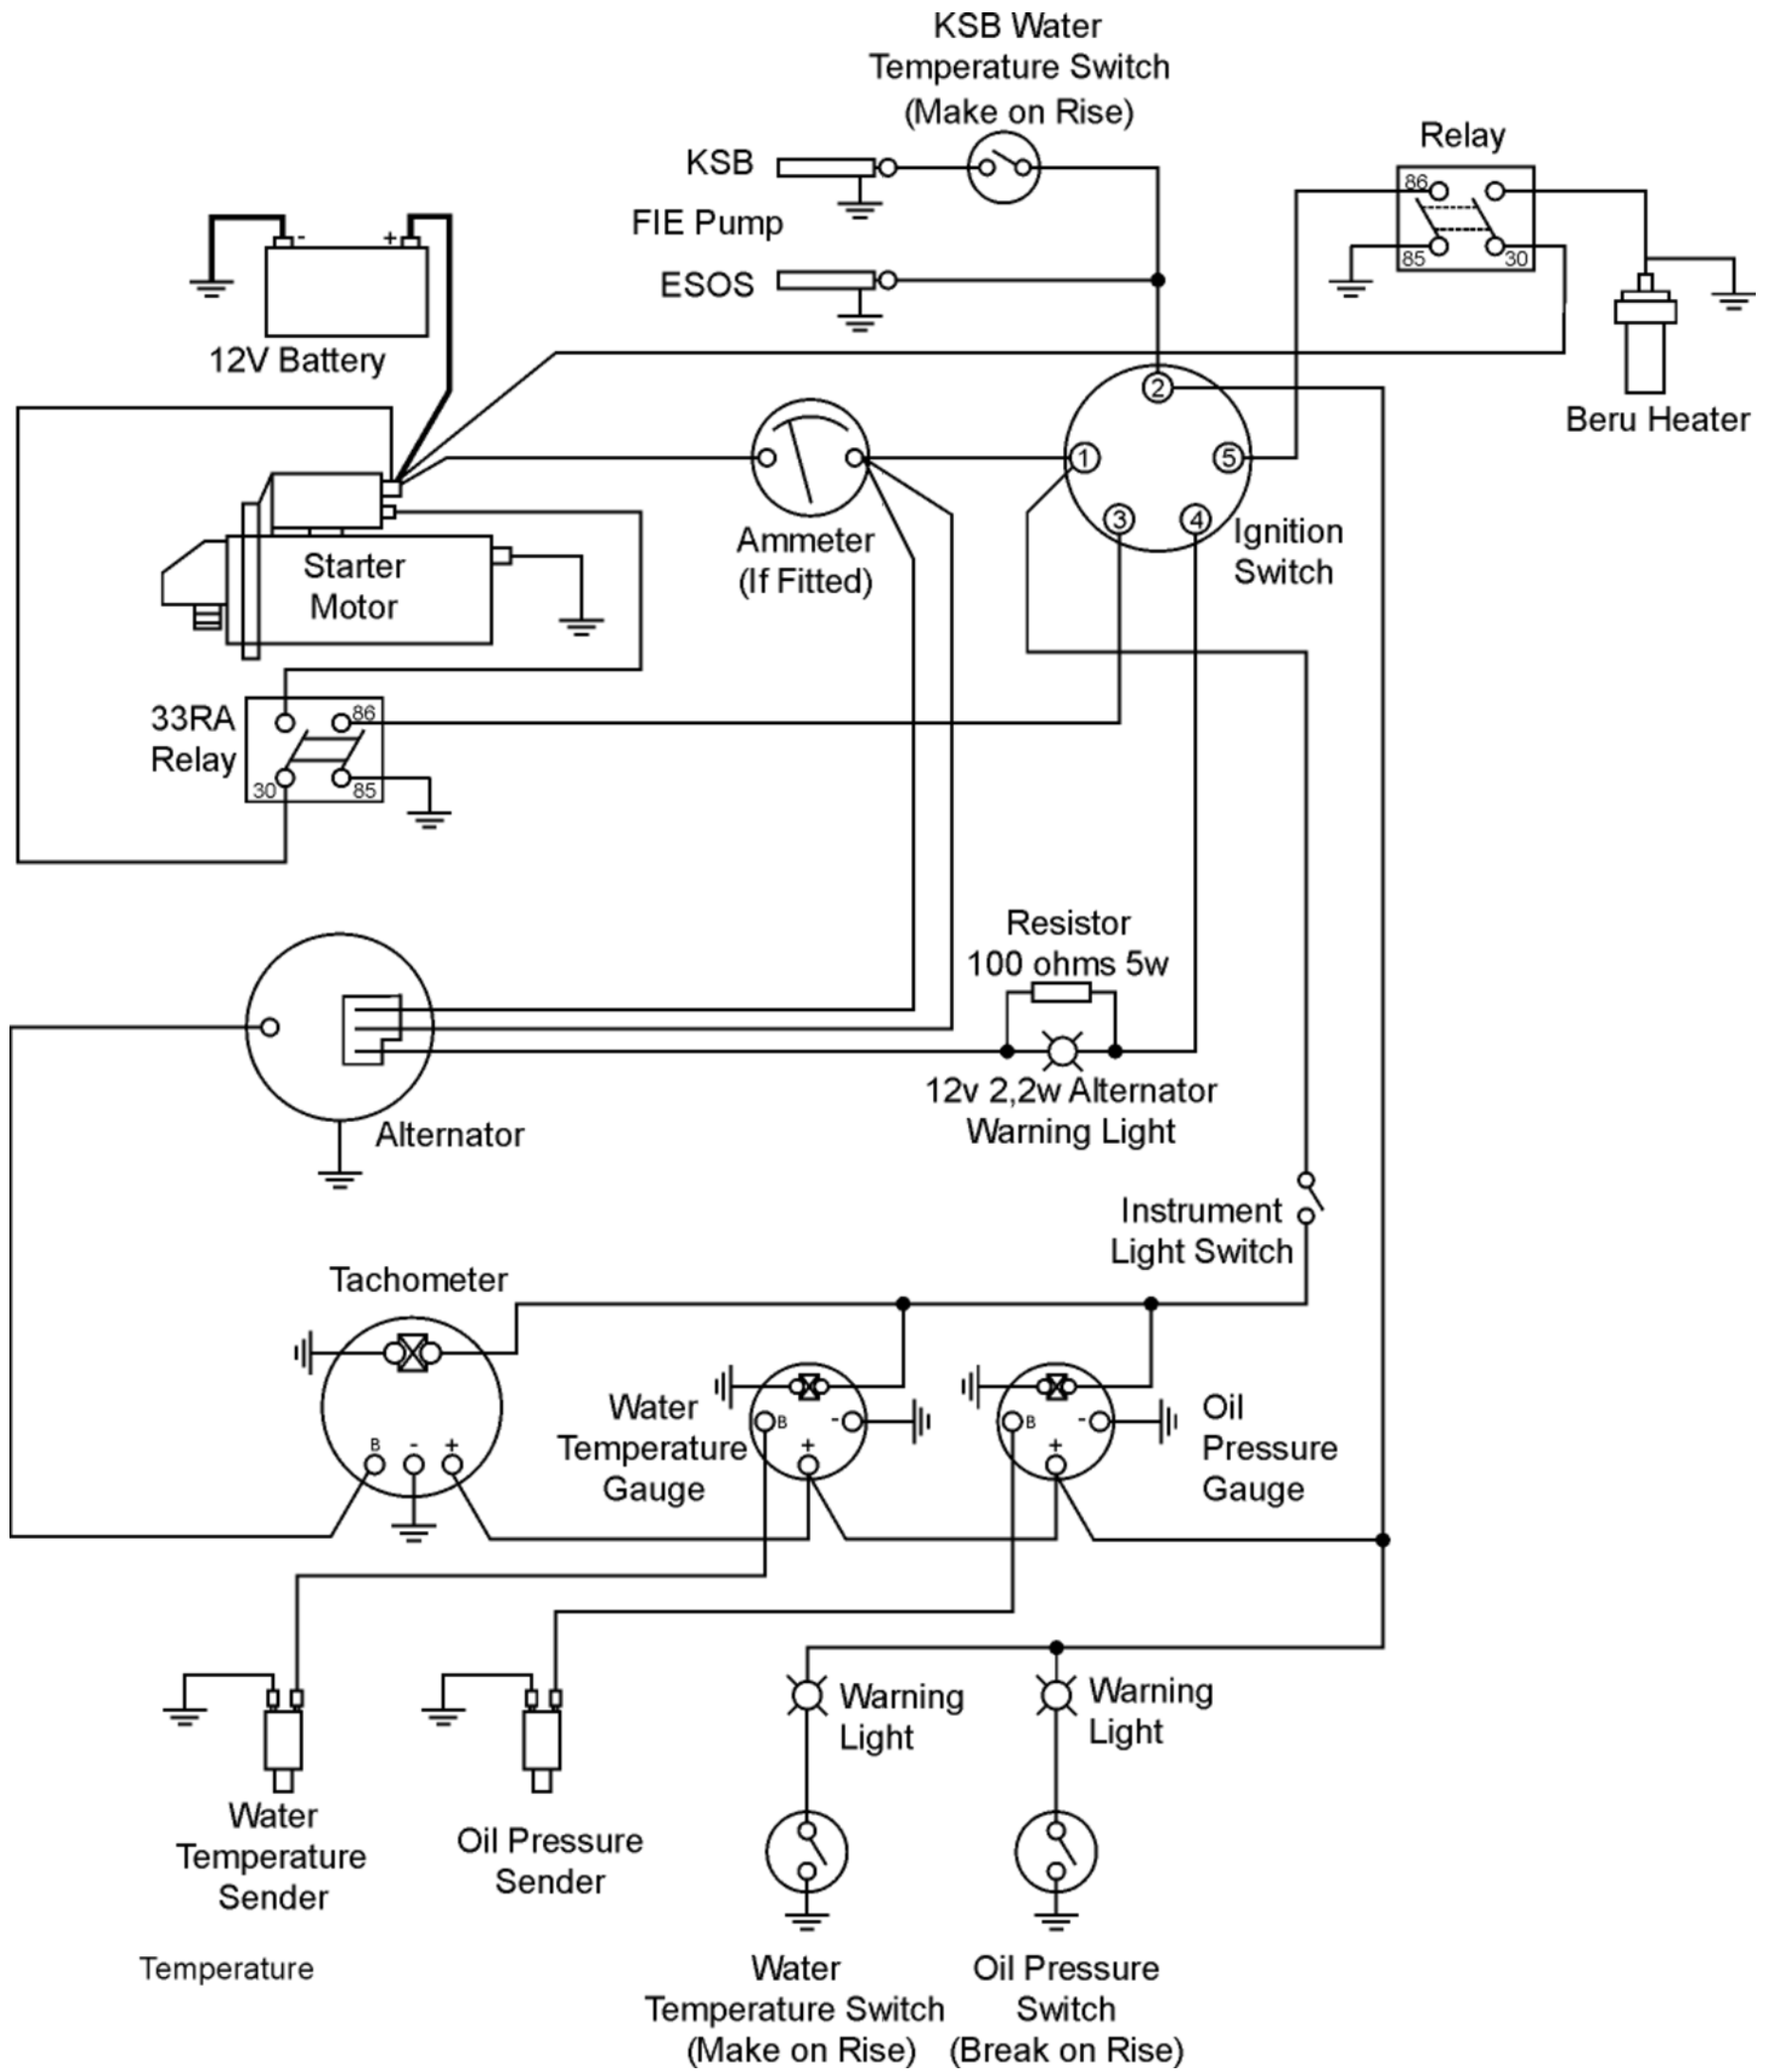 KSB Water
Temperature Switch
(Make on Rise)
Relay
KSB
86
FIE Pump
- +
85
30
ESOS
12V Battery
2
Beru Heater
1
5
3
4
Ignition
Switch
Ammeter
(If Fitted)
Starter
Motor
33RA
Relay
86
30
85
Resistor
100 ohms 5w
12v 2,2w Alternator
Warning Light
Alternator
Instrument
Light Switch
Tachometer
B - +
Water
Temperature
Gauge
B -
+
B -
+
Oil
Pressure
Gauge
Warning
Light
Warning
Light
Water
Temperature
Sender
Oil Pressure
Sender
Temperature
Water
Temperature Switch
(Make on Rise)
Oil Pressure
Switch
(Break on Rise)